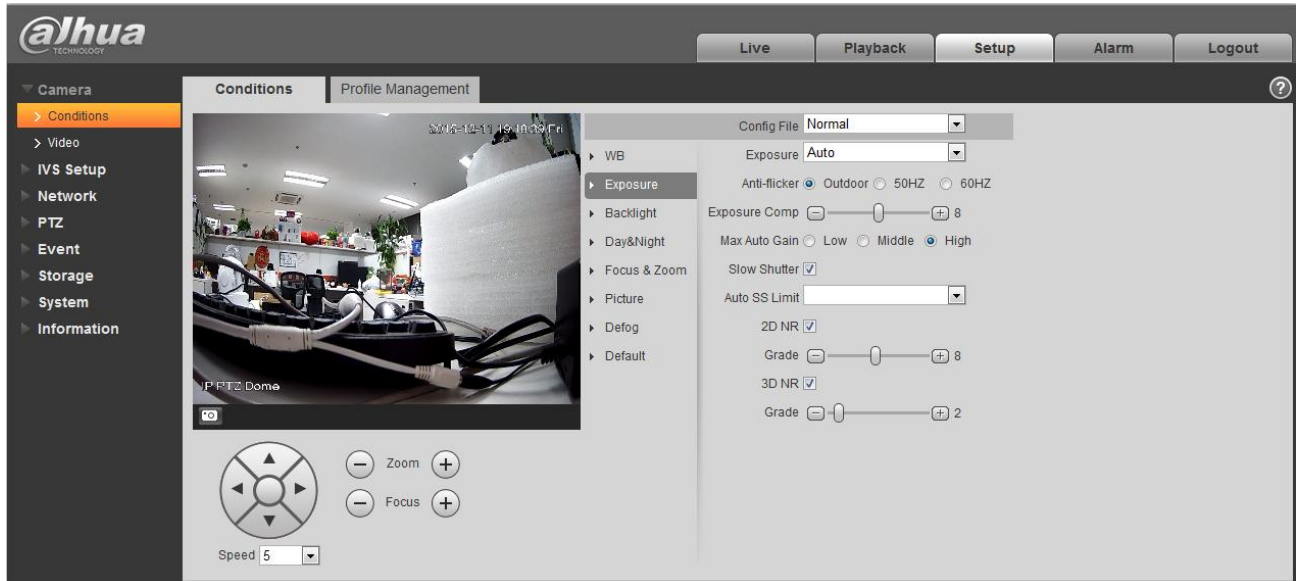 alhua
TECHNOLOGY
Live Playback Setup Alarm Logout
Camera
Conditions
Video
IVS Setup
Network
PTZ
Event
Storage
System
Information
Conditions Profile Management
?
IP PTZ Dome
Zoom
Focus
Speed 5
WB
Exposure
Backlight
Day&Night
Focus & Zoom
Picture
Defog
Default
Config File Normal
Exposure Auto
Anti-flicker Outdoor 50HZ 60HZ
Exposure Comp 8
Max Auto Gain Low Middle High
Slow Shutter
Auto SS Limit
2D NR
Grade 8
3D NR
Grade 2